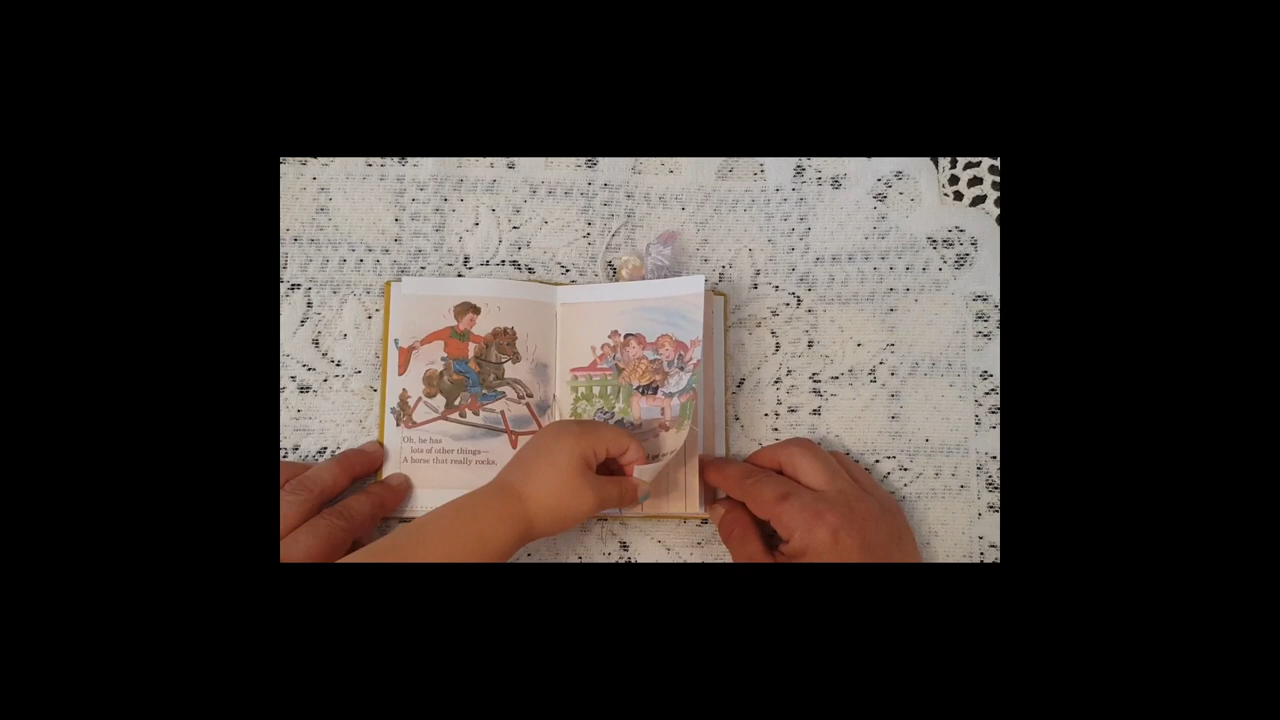 Oh, he has
lots of other things—
A horse that really rocks,